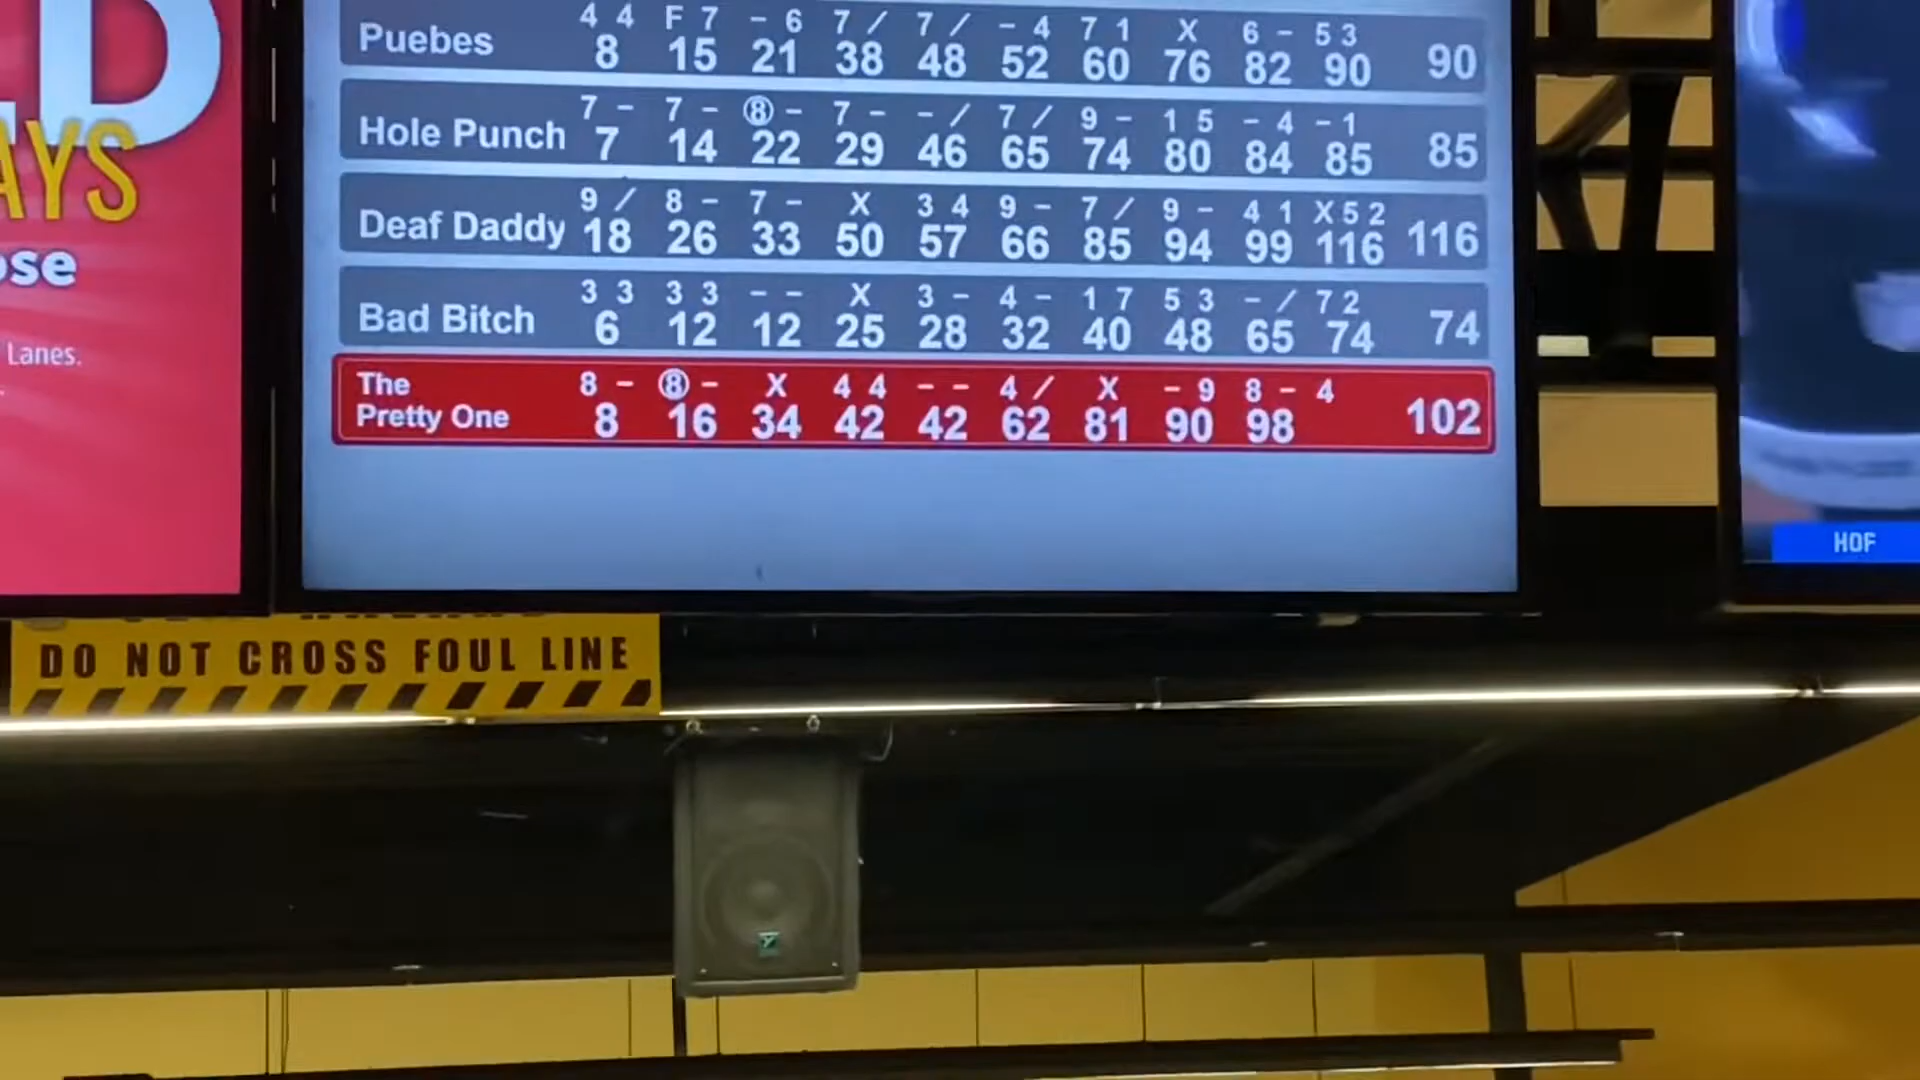 LD
AYS
ose
Lanes.
Puebes 4 4 F 7 - 6 7 / 7 / - 4 7 1 X 6 - 5 3
8 15 21 38 48 52 60 76 82 90 90
Hole Punch 7 - 7 - 8 - 7 - - / 7 / 9 - 1 5 - 4 - 1
7 14 22 29 46 65 74 80 84 85 85
Deaf Daddy 9 / 8 - 7 - X 3 4 9 - 7 / 9 - 4 1 X 5 2
18 26 33 50 57 66 85 94 99 116 116
Bad Bitch 3 3 3 3 - - X 3 - 4 - 1 7 5 3 - / 7 2
6 12 12 25 28 32 40 48 65 74 74
The 8 - 8 - X 4 4 - - 4 / X - 9 8 - 4
Pretty One 8 16 34 42 42 62 81 90 98 102
HOF
DO NOT CROSS FOUL LINE